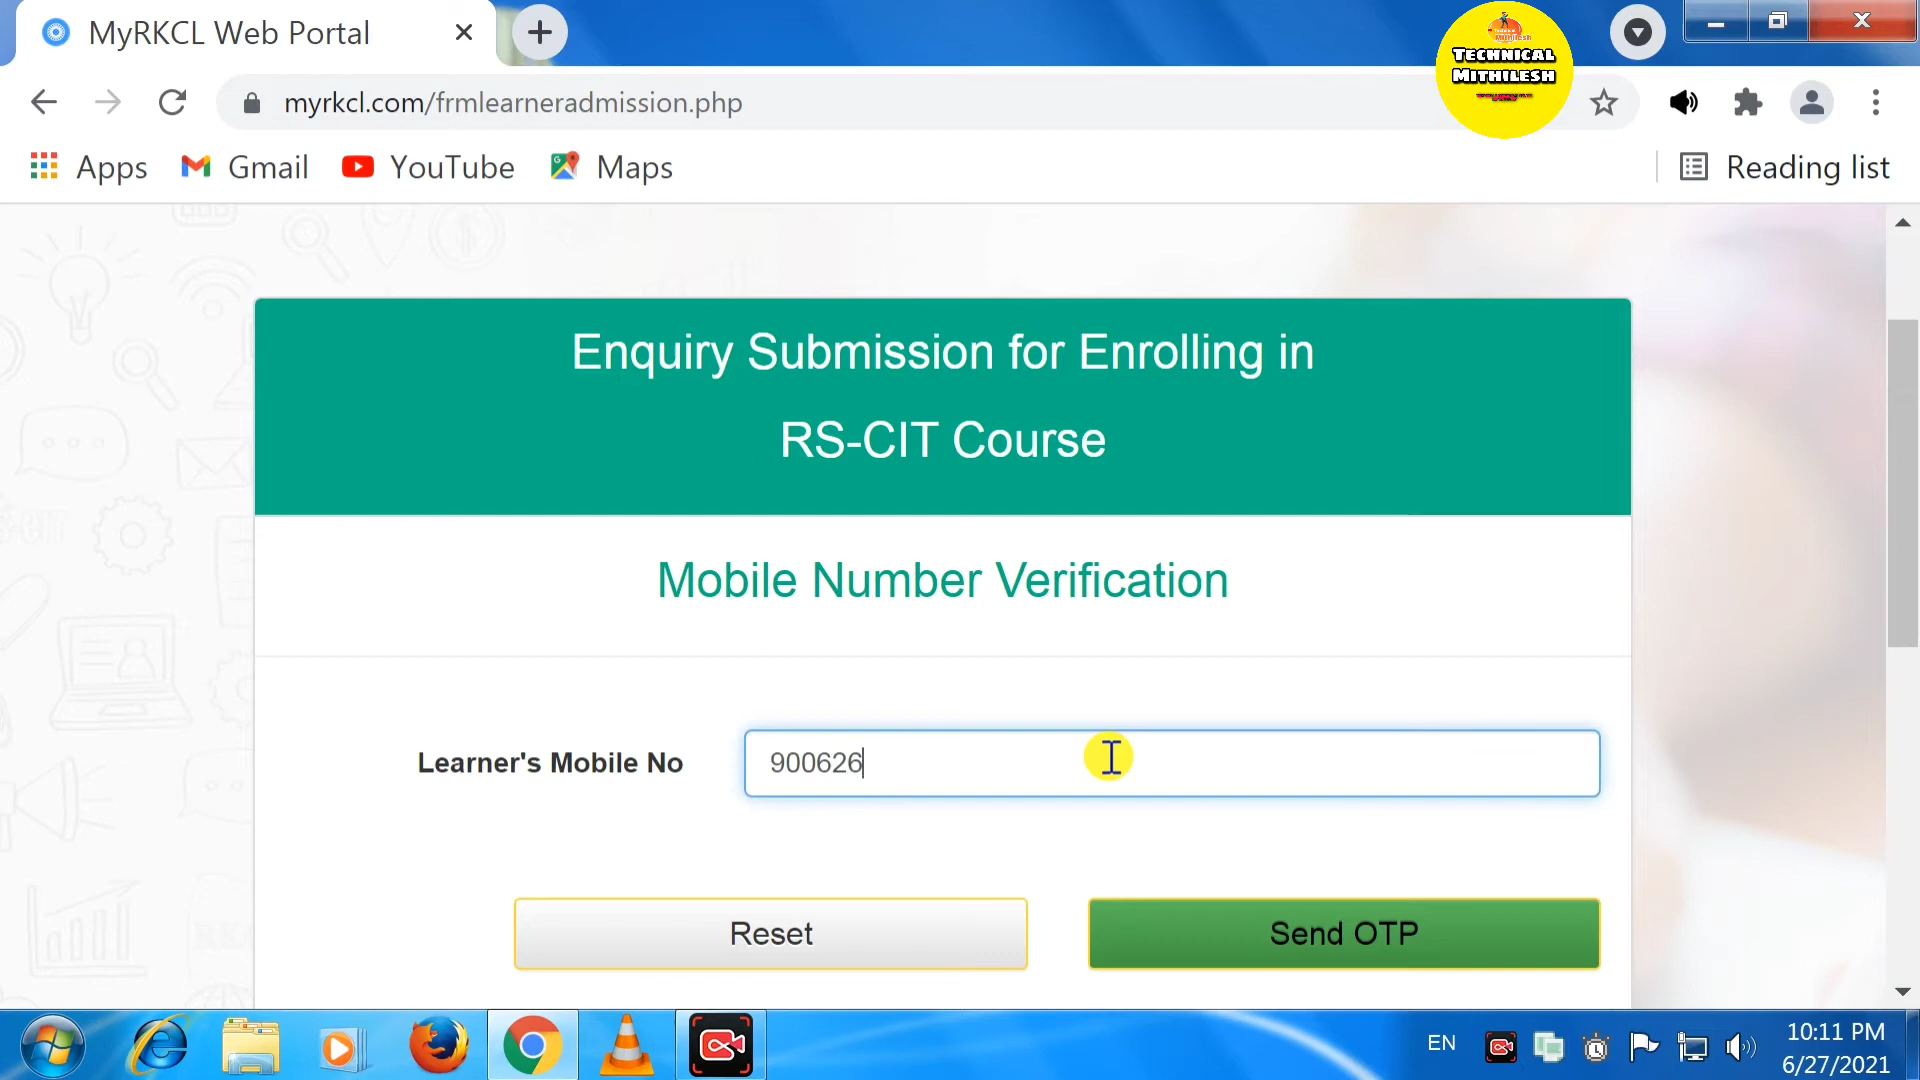 MyRKCL Web Portal
TECHNICAL
MITHILESH
myrkcl.com/frmlearneradmission.php
Apps
Gmail
YouTube
Maps
Reading list
Enquiry Submission for Enrolling in
RS-CIT Course
Mobile Number Verification
Learner's Mobile No
900626
Reset
Send OTP
EN
10:11 PM
6/27/2021